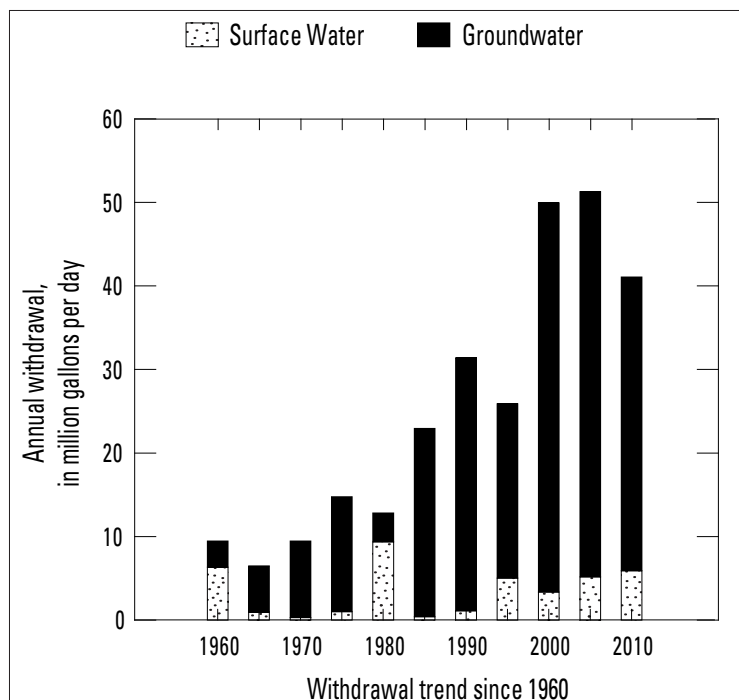 Surface Water Groundwater
60
50
40
30
20
10
0
Annual withdrawal,
in million gallons per day
1960 1970 1980 1990 2000 2010
Withdrawal trend since 1960